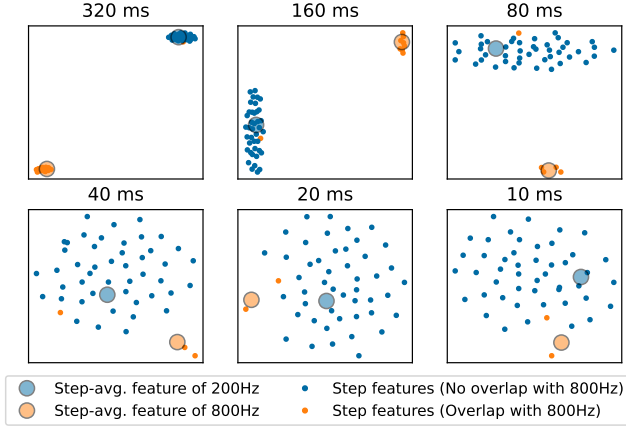 320 ms 160 ms 80 ms
40 ms 20 ms 10 ms
Step-avg. feature of 200Hz Step features (No overlap with 800Hz)
Step-avg. feature of 800Hz Step features (Overlap with 800Hz)